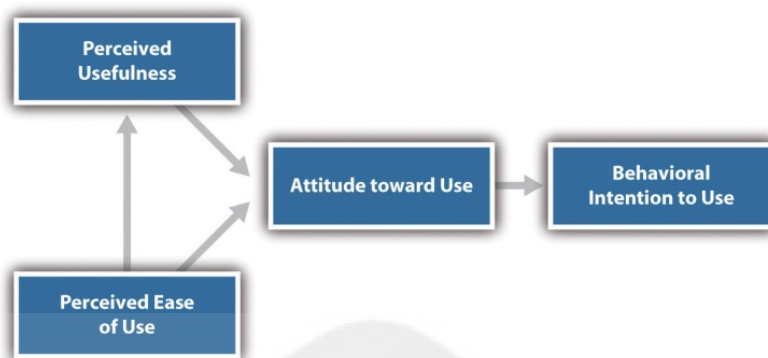 Perceived
Usefulness
Attitude toward Use
Behavioral
Intention to Use
Perceived Ease
of Use